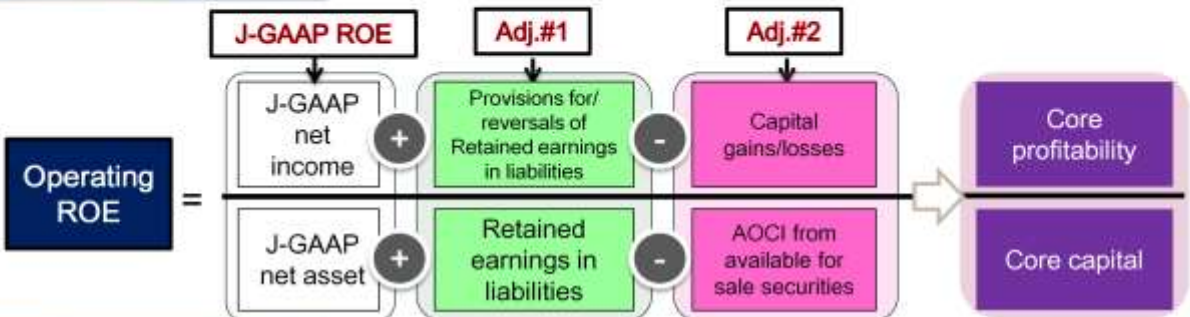 J-GAAP ROE
Adj.#1
Adj.#2
J-GAAP
net
income
+
Provisions for/
reversals of
Retained earnings
in liabilities
-
Capital
gains/losses
Core
profitability
Operating
ROE
=
J-GAAP
net asset
+
Retained
earnings in
liabilities
-
AOCI from
available for
sale securities
Core capital